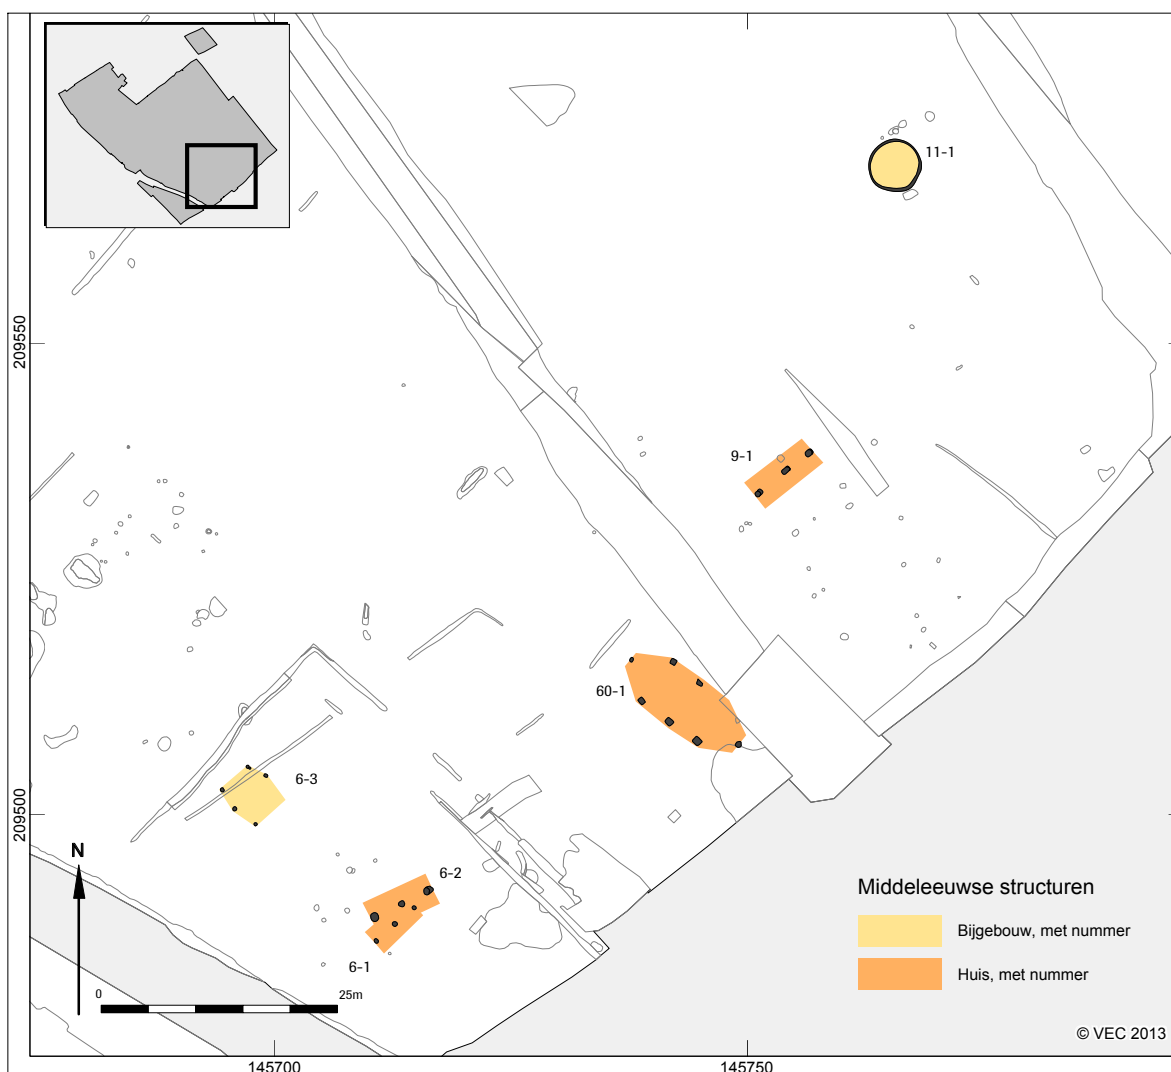 11-1
209550
9-1
60-1
6-3
209500
N
6-2
Middeleeuwse structuren
Bijgebouw, met nummer
Huis, met nummer
6-1
0
25m
© VEC 2013
145700
145750